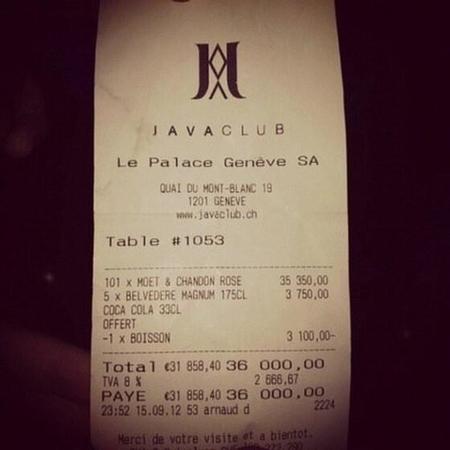 JAVACLUB
Le Palace Genêve SA
QUAI DU MONT-BLANC 19
1201 GENEVE
www.javaclub.ch
Table #1053
101 x MOET & CHANDON ROSE 35 350,00
5 x BELVEDERE MAGNUM 175CL 3 750,00
COCA COLA 33CL
OFFERT
-1 x BOISSON 3 100,00-
Total €31 858,40 36 000,00
TVA 8 % 2 666,67
PAYE €31 858,40 36 000,00
23:52 15.09.12 53 arnaud d 2224
Merci de votre visite et a bientot.